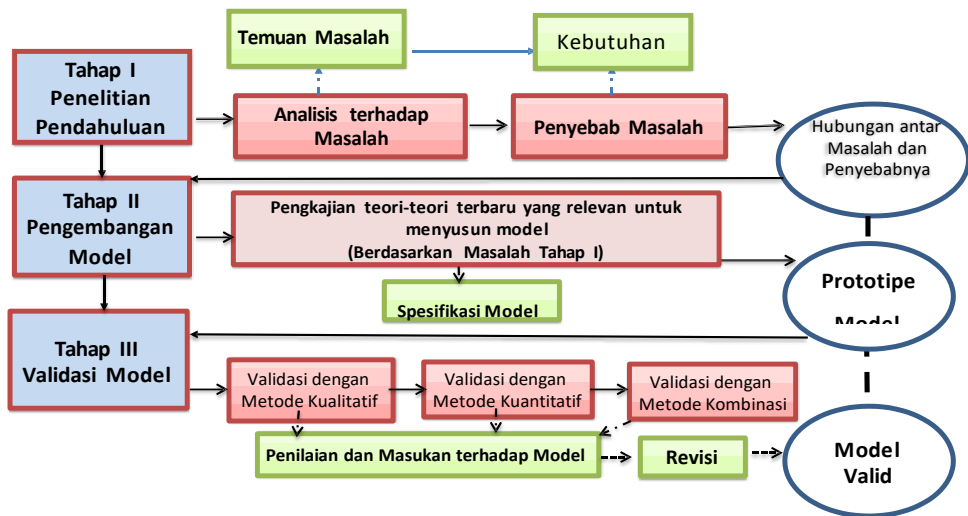 Temuan Masalah
Kebutuhan
Tahap I
Penelitian
Pendahuluan
Analisis terhadap
Masalah
Penyebab Masalah
Hubungan antar
Masalah dan
Penyebabnya
Tahap II
Pengembangan
Model
Pengkajian teori-teori terbaru yang relevan untuk
menyusun model
(Berdasarkan Masalah Tahap I)
Spesifikasi Model
Prototipe
Model
Tahap III
Validasi Model
Validasi dengan
Metode Kualitatif
Validasi dengan
Metode Kuantitatif
Validasi dengan
Metode Kombinasi
Penilaian dan Masukan terhadap Model
Revisi
Model
Valid